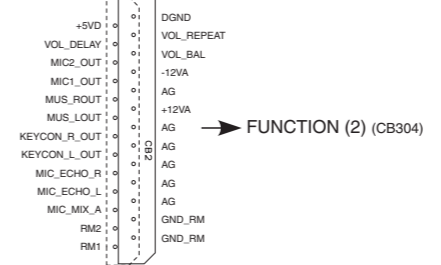 DGND
+5VD
VOL_REPEAT
VOL_DELAY
VOL_BAL
MIC2_OUT
-12VA
MIC1_OUT
AG
MUS_ROUT
+12VA
MUS_LOUT
AG
FUNCTION (2) (CB304)
KEYCON_R_OUT
AG
KEYCON_L_OUT
CB2
AG
MIC_ECHO_R
AG
MIC_ECHO_L
AG
MIC_MIX_A
GND_RM
RM2
GND_RM
RM1